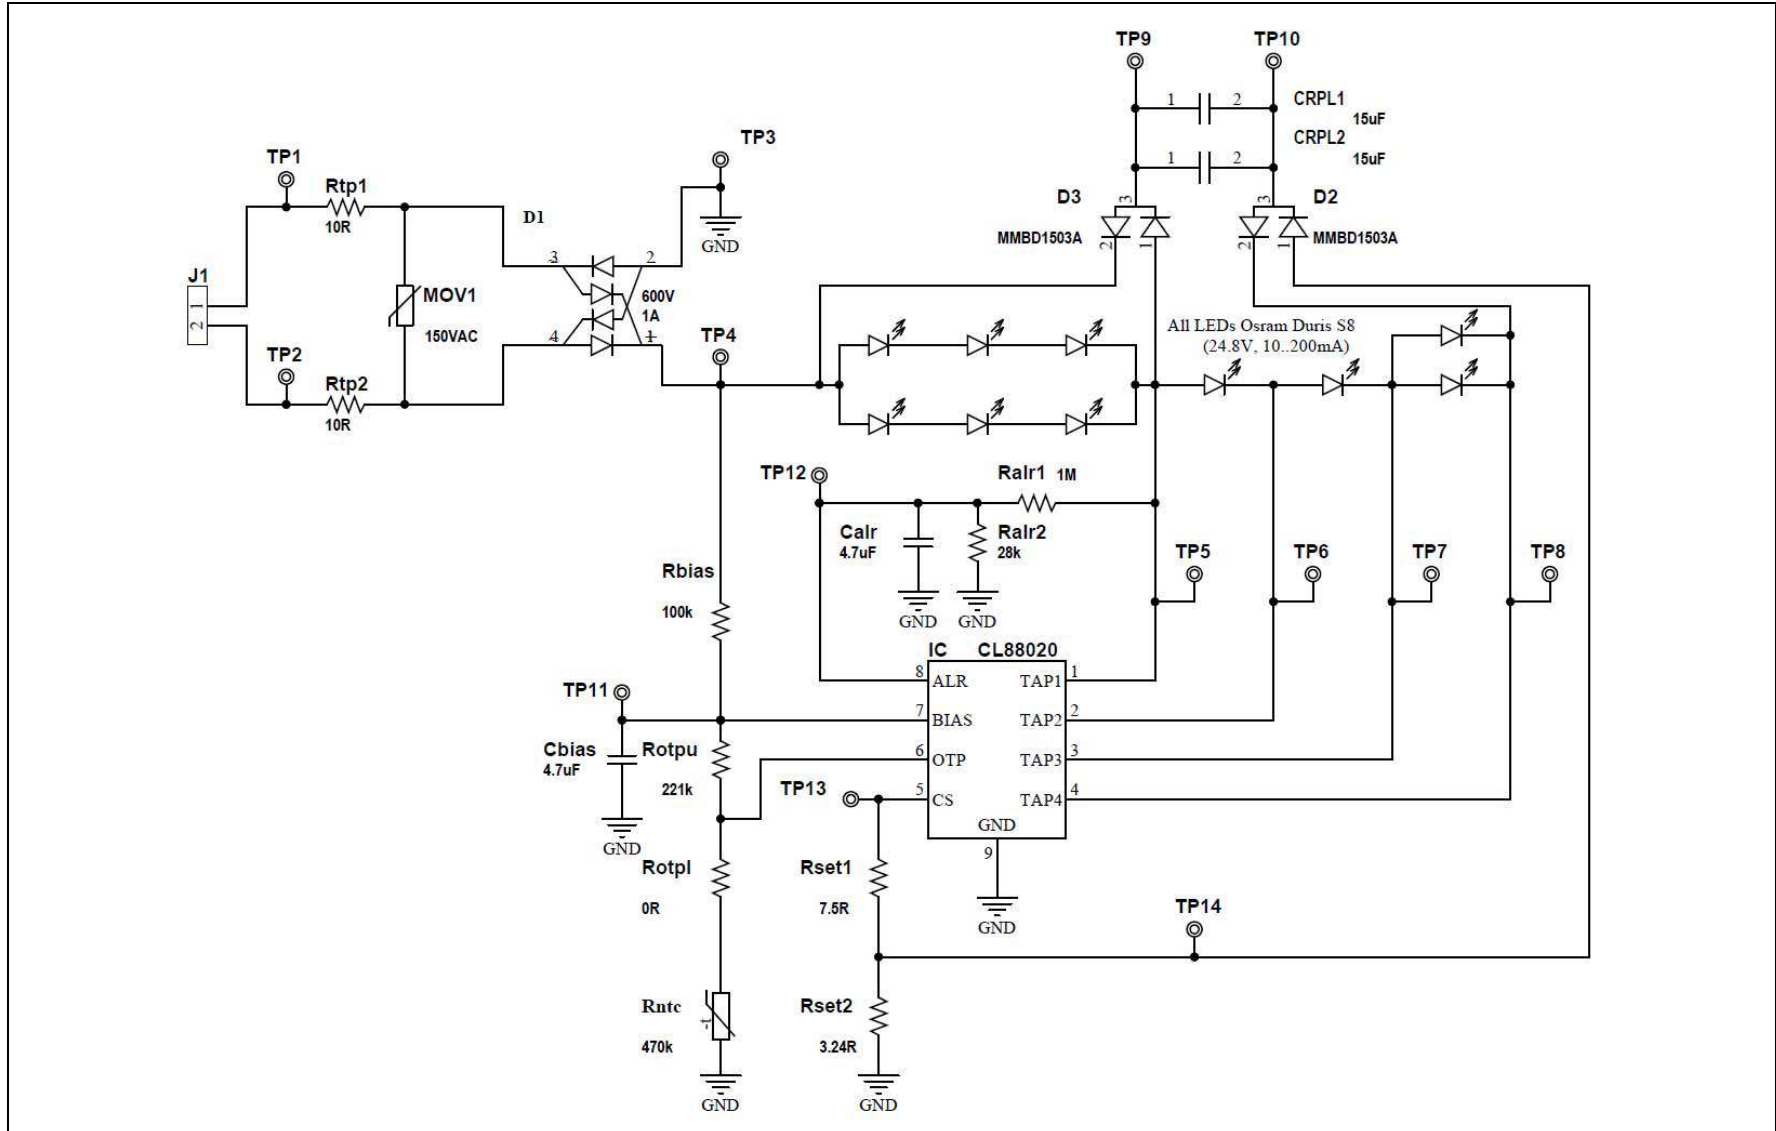 TP9
TP10
1
2
CRPL1
15uF
CRPL2
1
2
15uF
TP3
TP1
Rtp1
10R
D1
GND
D3
3
3
D2
MMBD1503A
2
1
2
1
MMBD1503A
3
2
J1
1
2
MOV1
150VAC
600V
1A
4
1
TP4
All LEDs Osram Duris S8
(24.8V, 10..200mA)
TP2
Rtp2
10R
TP12
Ralr1
1M
Calr
4.7uF
Ralr2
28k
TP5
TP6
TP7
TP8
Rbias
100k
GND
GND
IC
CL88020
8
ALR
TAP1
1
TP11
7
BIAS
TAP2
2
Cbias
4.7uF
Rotpu
221k
6
OTP
TAP3
3
TP13
5
CS
TAP4
4
GND
GND
9
Rotpl
0R
Rset1
7.5R
GND
TP14
Rntc
-t
470k
Rset2
3.24R
GND
GND